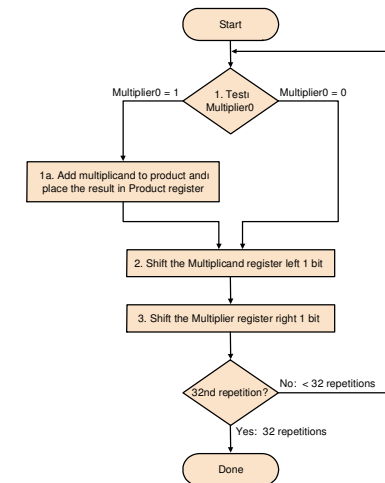 Start
Multiplier0 = 1
1. Testı
Multiplier0
Multiplier0 = 0
1a. Add multiplicand to product andı
place the result in Product register
2. Shift the Multiplicand register left 1 bit
3. Shift the Multiplier register right 1 bit
32nd repetition?
No: < 32 repetitions
Yes: 32 repetitions
Done